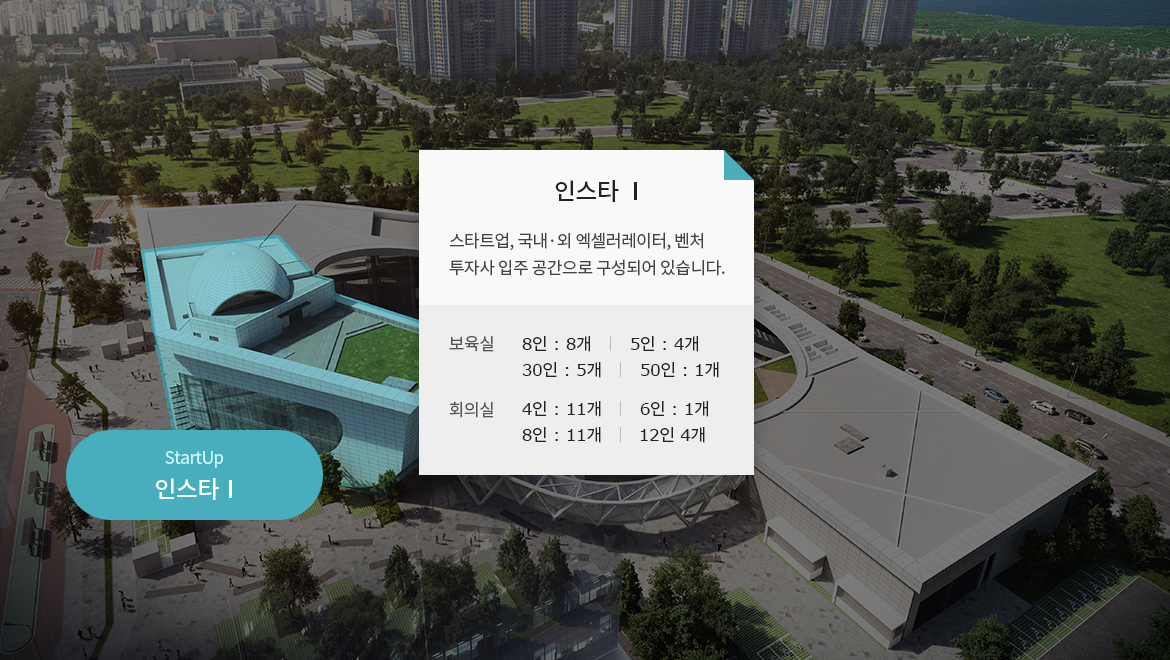 인스타 Ⅰ
스타트업, 국내·외 엑셀러레이터, 벤처
투자사 입주 공간으로 구성되어 있습니다.
보육실 8인 : 8개 | 5인 : 4개
30인 : 5개 | 50인 : 1개
회의실 4인 : 11개 | 6인 : 1개
8인 : 11개 | 12인 4개
StartUp
인스타 Ⅰ